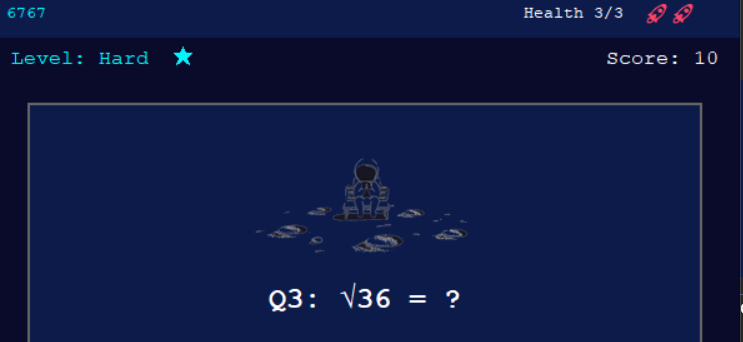 6767
Health 3/3
Level: Hard
Score: 10
Q3: √36 = ?